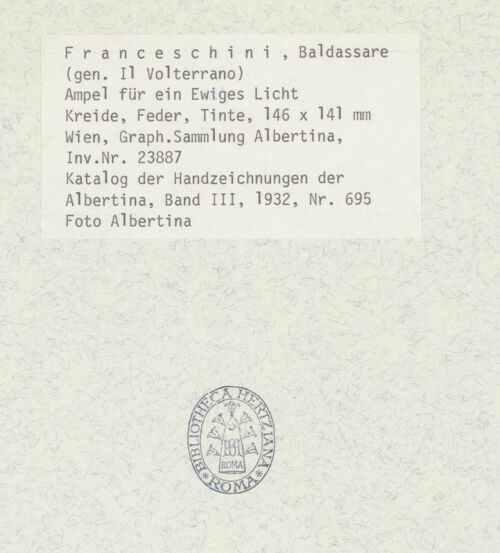 Franceschini, Baldassare
(gen. Il Volterrano)
Ampel für ein Ewiges Licht
Kreide, Feder, Tinte, 146 x 141 mm
Wien, Graph.Sammlung Albertina,
Inv.Nr. 23887
Katalog der Handzeichnungen der
Albertina, Band III, 1932, Nr. 695
Foto Albertina
BIBLIOTHECA HERTZIANA
ROMA
ROMA